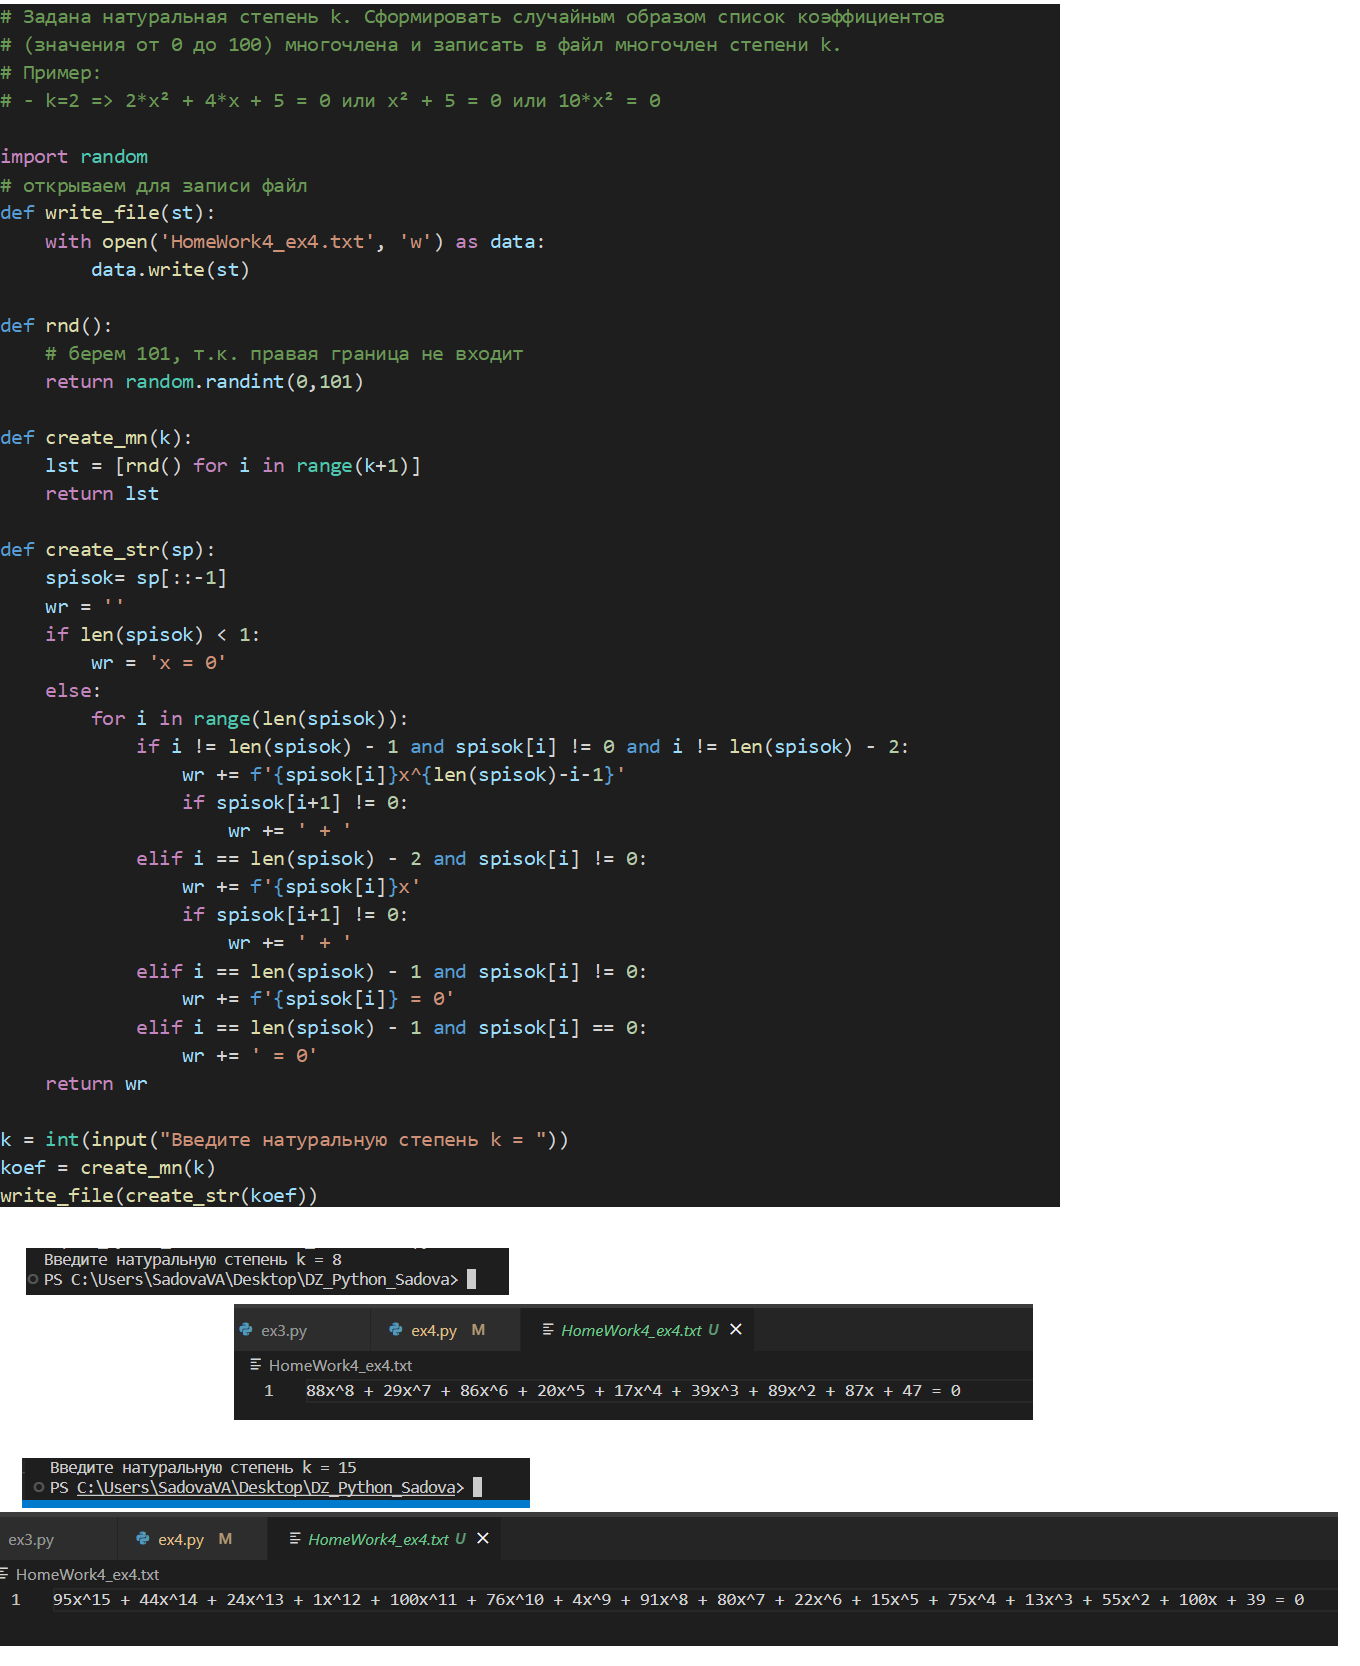 # Задана натуральная степень k. Сформировать случайным образом список коэффициентов
# (значения от 0 до 100) многочлена и записать в файл многочлен степени k.
# Пример:
# - k=2 => 2*x² + 4*x + 5 = 0 или x² + 5 = 0 или 10*x² = 0
import random
# открываем для записи файл
def write_file(st):
    with open('HomeWork4_ex4.txt', 'w') as data:
        data.write(st)
def rnd():
    # берем 101, т.к. правая граница не входит
    return random.randint(0,101)
def create_mn(k):
    lst = [rnd() for i in range(k+1)]
    return lst
def create_str(sp):
    spisok= sp[::-1]
    wr = ''
    if len(spisok) < 1:
        wr = 'x = 0'
    else:
        for i in range(len(spisok)):
            if i != len(spisok) - 1 and spisok[i] != 0 and i != len(spisok) - 2:
                wr += f'{spisok[i]}x^{len(spisok)-i-1}'
                if spisok[i+1] != 0:
                    wr += ' + '
            elif i == len(spisok) - 2 and spisok[i] != 0:
                wr += f'{spisok[i]}x'
                if spisok[i+1] != 0:
                    wr += ' + '
            elif i == len(spisok) - 1 and spisok[i] != 0:
                wr += f'{spisok[i]} = 0'
            elif i == len(spisok) - 1 and spisok[i] == 0:
                wr += ' = 0'
    return wr
k = int(input("Введите натуральную степень k = "))
koef = create_mn(k)
write_file(create_str(koef))
Введите натуральную степень k = 8
PS C:\Users\SadovaVA\Desktop\DZ_Python_Sadova>
ex3.py ex4.py M HomeWork4_ex4.txt U ×
HomeWork4_ex4.txt
1 88x^8 + 29x^7 + 86x^6 + 20x^5 + 17x^4 + 39x^3 + 89x^2 + 87x + 47 = 0
Введите натуральную степень k = 15
PS C:\Users\SadovaVA\Desktop\DZ_Python_Sadova>
ex3.py ex4.py M HomeWork4_ex4.txt U ×
HomeWork4_ex4.txt
1 95x^15 + 44x^14 + 24x^13 + 1x^12 + 100x^11 + 76x^10 + 4x^9 + 91x^8 + 80x^7 + 22x^6 + 15x^5 + 75x^4 + 13x^3 + 55x^2 + 100x + 39 = 0